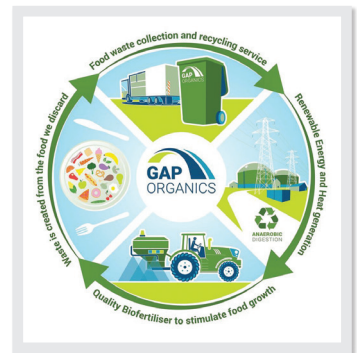 Food waste collection and recycling service
GAP
ORGANICS
Renewable Energy and Heat generation
ANAEROBIC
DIGESTION
Quality Biofertiliser to stimulate food growth
Waste is created from the food we discard
GAP
ORGANICS